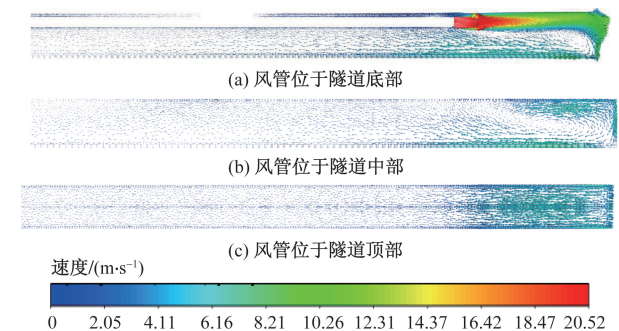 (a) 风管位于隧道底部
(b) 风管位于隧道中部
(c) 风管位于隧道顶部
速度/(m·s⁻¹)
0 2.05 4.11 6.16 8.21 10.26 12.31 14.37 16.42 18.47 20.52